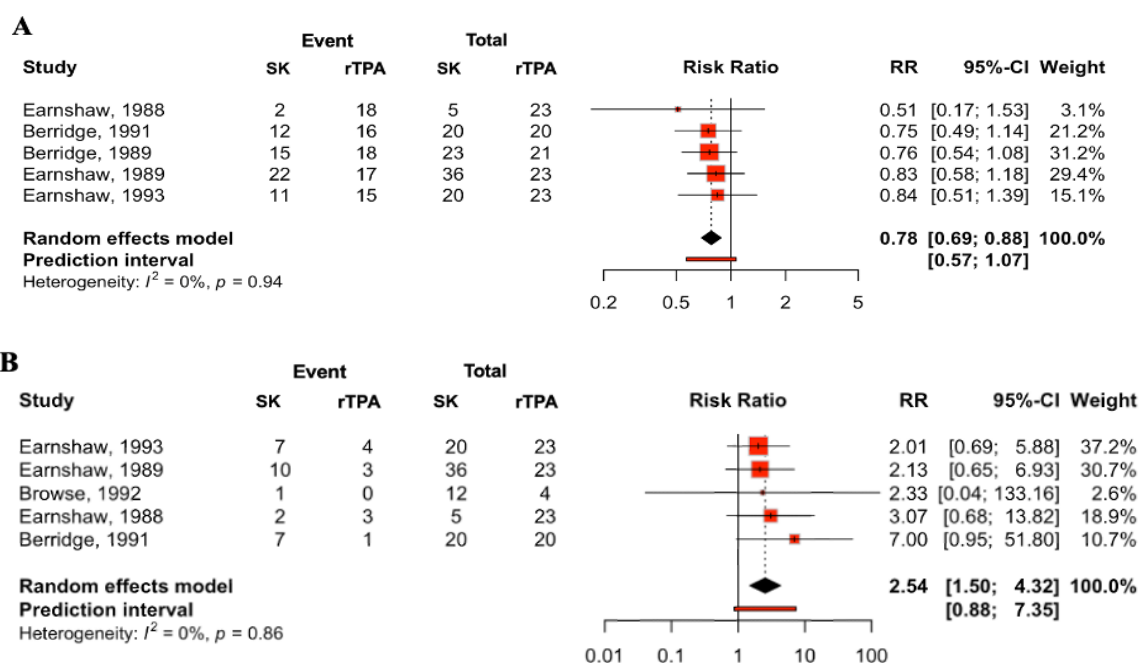 A
Event Total
Study SK rTPA SK rTPA Risk Ratio RR 95%-CI Weight
Earnshaw, 1988 2 18 5 23 0.51 [0.17; 1.53] 3.1%
Berridge, 1991 12 16 20 20 0.75 [0.49; 1.14] 21.2%
Berridge, 1989 15 18 23 21 0.76 [0.54; 1.08] 31.2%
Earnshaw, 1989 22 17 36 23 0.83 [0.58; 1.18] 29.4%
Earnshaw, 1993 11 15 20 23 0.84 [0.51; 1.39] 15.1%
Random effects model 0.78 [0.69; 0.88] 100.0%
Prediction interval [0.57; 1.07]
Heterogeneity: I² = 0%, p = 0.94
0.2 0.5 1 2 5
B
Event Total
Study SK rTPA SK rTPA Risk Ratio RR 95%-CI Weight
Earnshaw, 1993 7 4 20 23 2.01 [0.69; 5.88] 37.2%
Earnshaw, 1989 10 3 36 23 2.13 [0.65; 6.93] 30.7%
Browse, 1992 1 0 12 4 2.33 [0.04; 133.16] 2.6%
Earnshaw, 1988 2 3 5 23 3.07 [0.68; 13.82] 18.9%
Berridge, 1991 7 1 20 20 7.00 [0.95; 51.80] 10.7%
Random effects model 2.54 [1.50; 4.32] 100.0%
Prediction interval [0.88; 7.35]
Heterogeneity: I² = 0%, p = 0.86
0.01 0.1 1 10 100